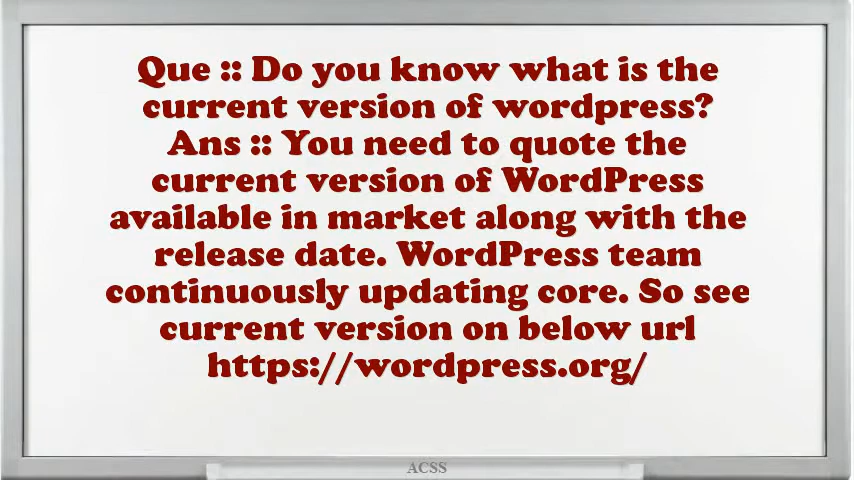 Que :: Do you know what is the
current version of wordpress?
Ans :: You need to quote the
current version of WordPress
available in market along with the
release date. WordPress team
continuously updating core. So see
current version on below url
https://wordpress.org/
ACSS